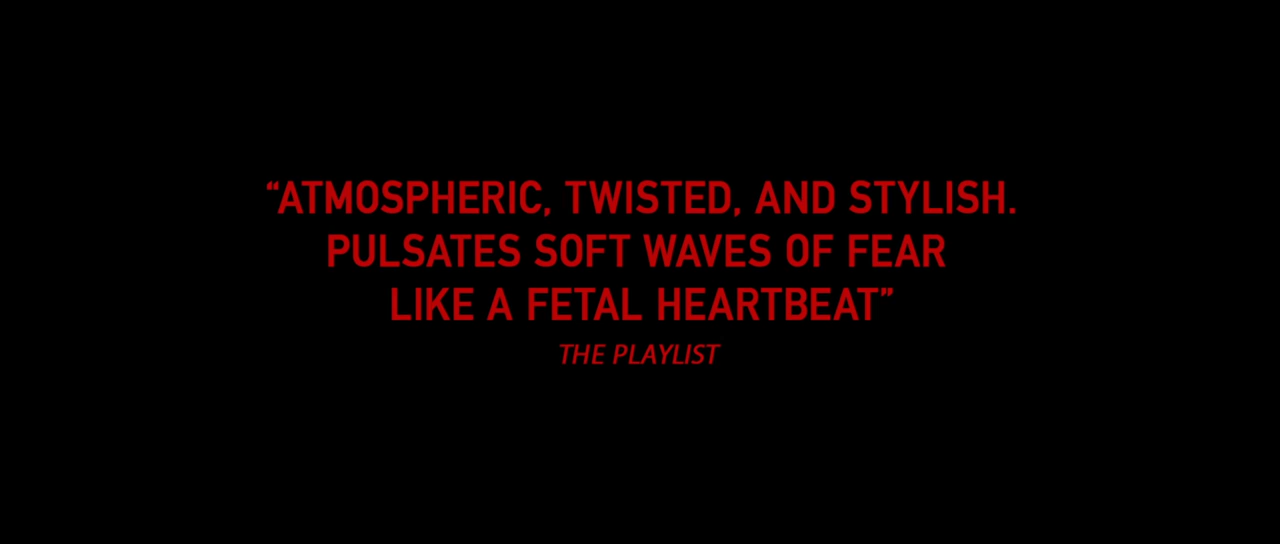 “ATMOSPHERIC, TWISTED, AND STYLISH.
PULSATES SOFT WAVES OF FEAR
LIKE A FETAL HEARTBEAT”
THE PLAYLIST